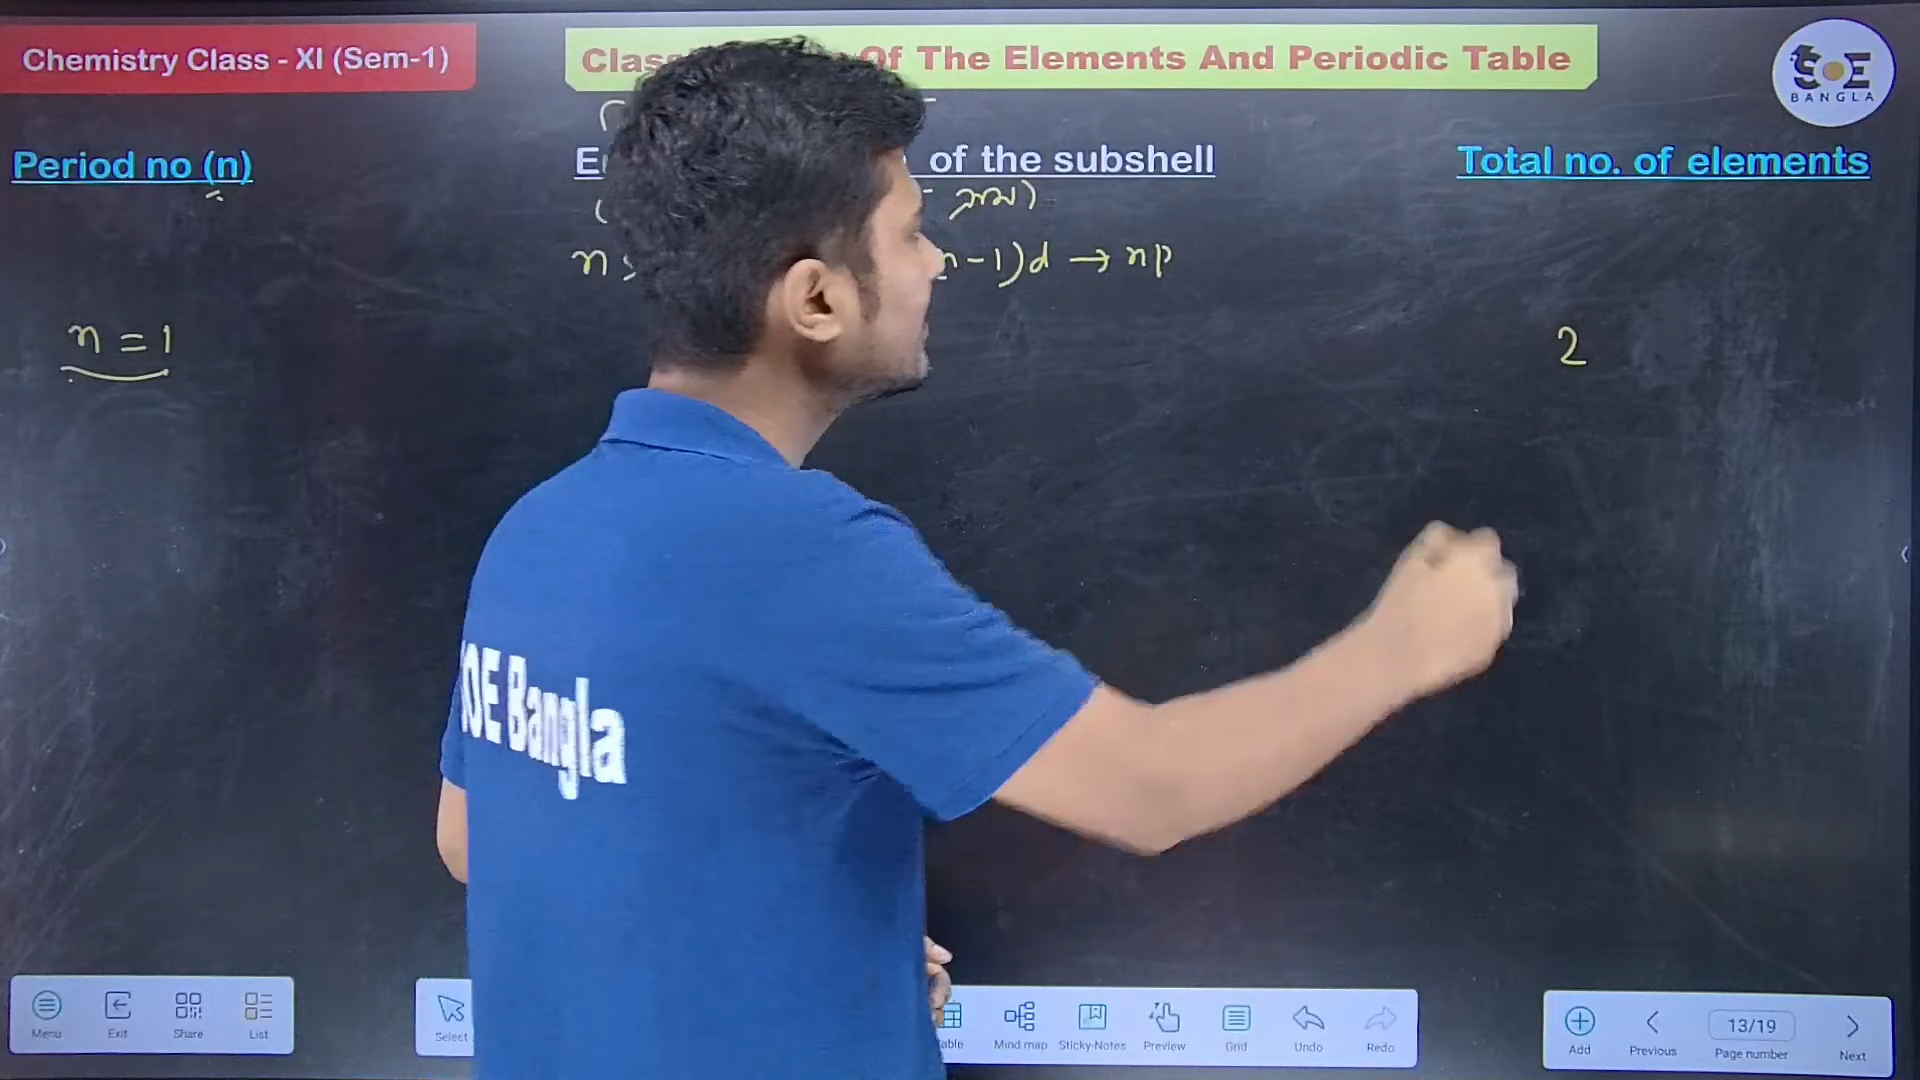 Chemistry Class - XI (Sem-1)
Of The Elements And Periodic Table
SOE
BANGLA
Period no (n)
of the subshell
Total no. of elements
n-1)d → np
n = 1
2
OE Bangla
Menu
Exit
Share
List
Select
Mind map
Sticky-Notes
Preview
Grid
Undo
Redo
Add
Previous
13/19
Page number
Next